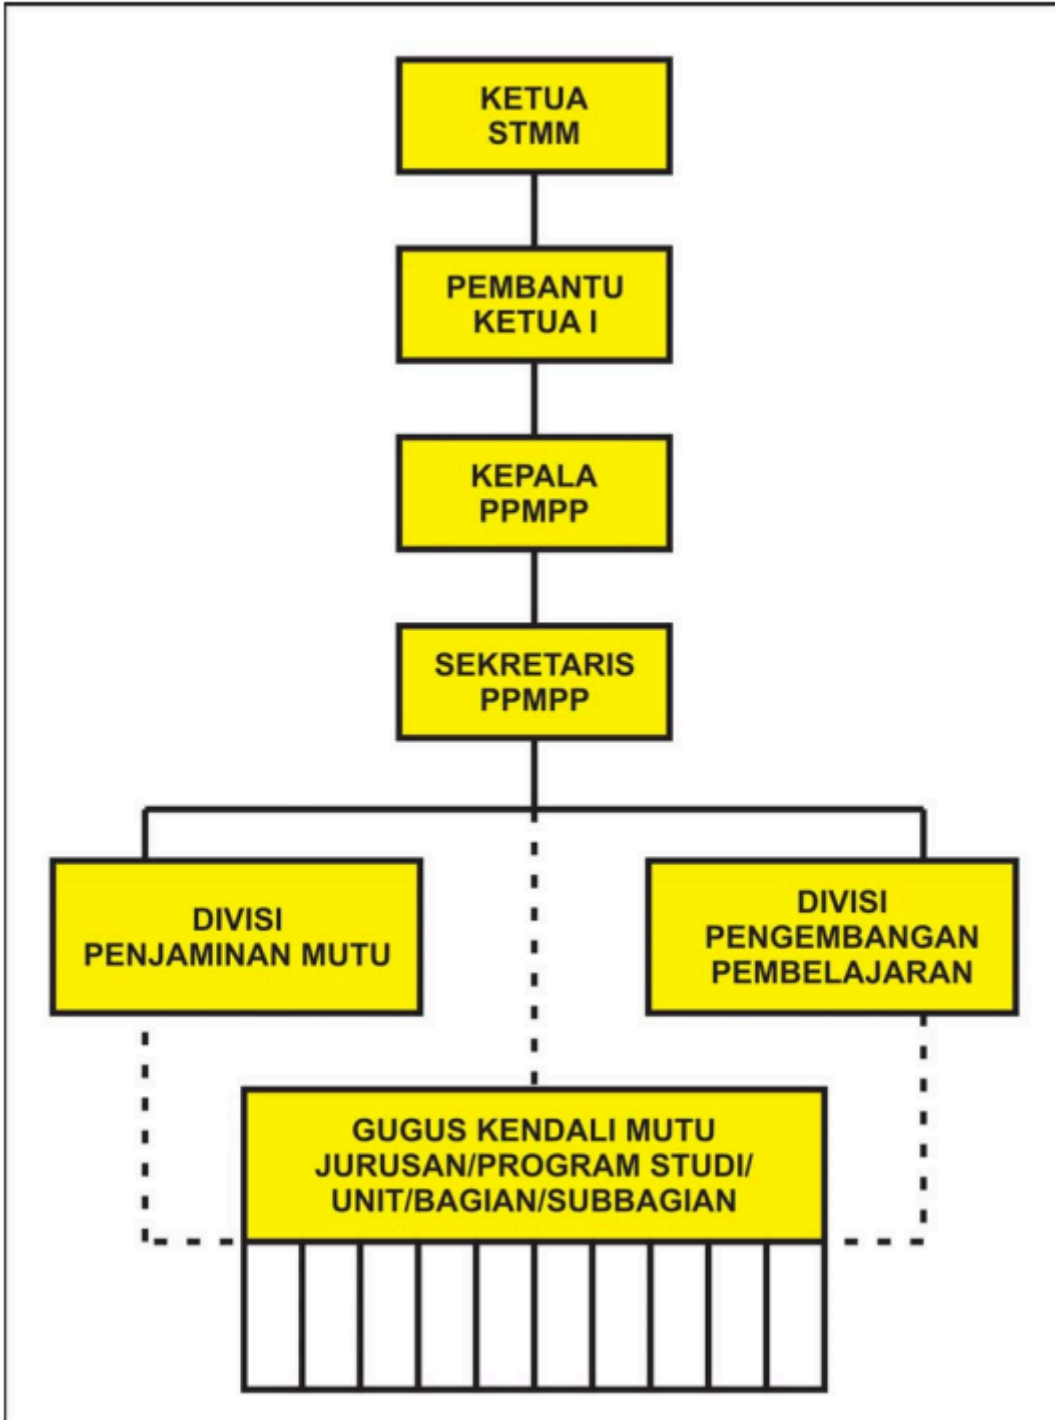 KETUA
STMM
PEMBANTU
KETUA I
KEPALA
PPMPP
SEKRETARIS
PPMPP
DIVISI
PENJAMINAN MUTU
DIVISI
PENGEMBANGAN
PEMBELAJARAN
GUGUS KENDALI MUTU
JURUSAN/PROGRAM STUDI/
UNIT/BAGIAN/SUBBAGIAN